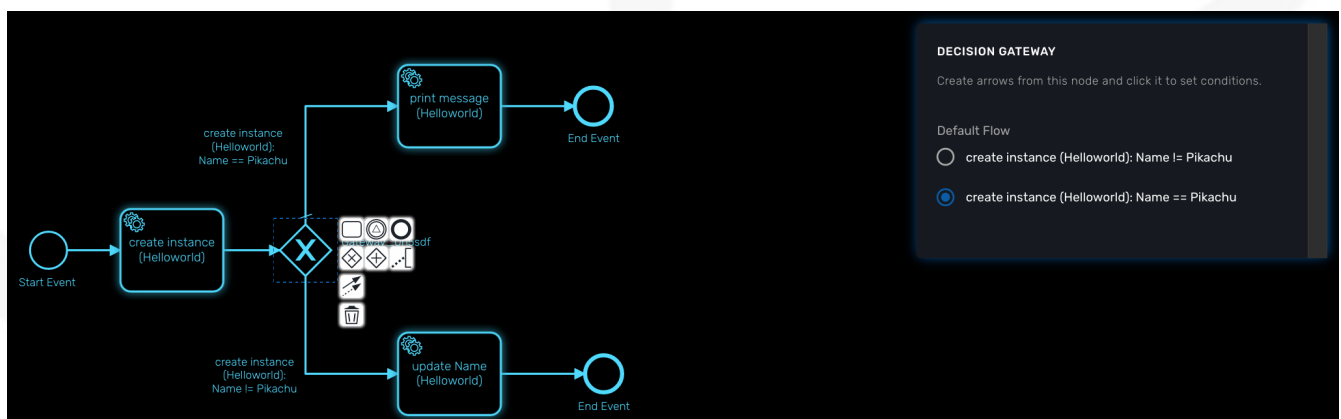 print message
(Helloworld)
End Event
create instance
(Helloworld):
Name == Pikachu
create instance
(Helloworld)
Start Event
X
create instance
(Helloworld):
Name != Pikachu
update Name
(Helloworld)
End Event
DECISION GATEWAY
Create arrows from this node and click it to set conditions.
Default Flow
create instance (Helloworld): Name != Pikachu
create instance (Helloworld): Name == Pikachu